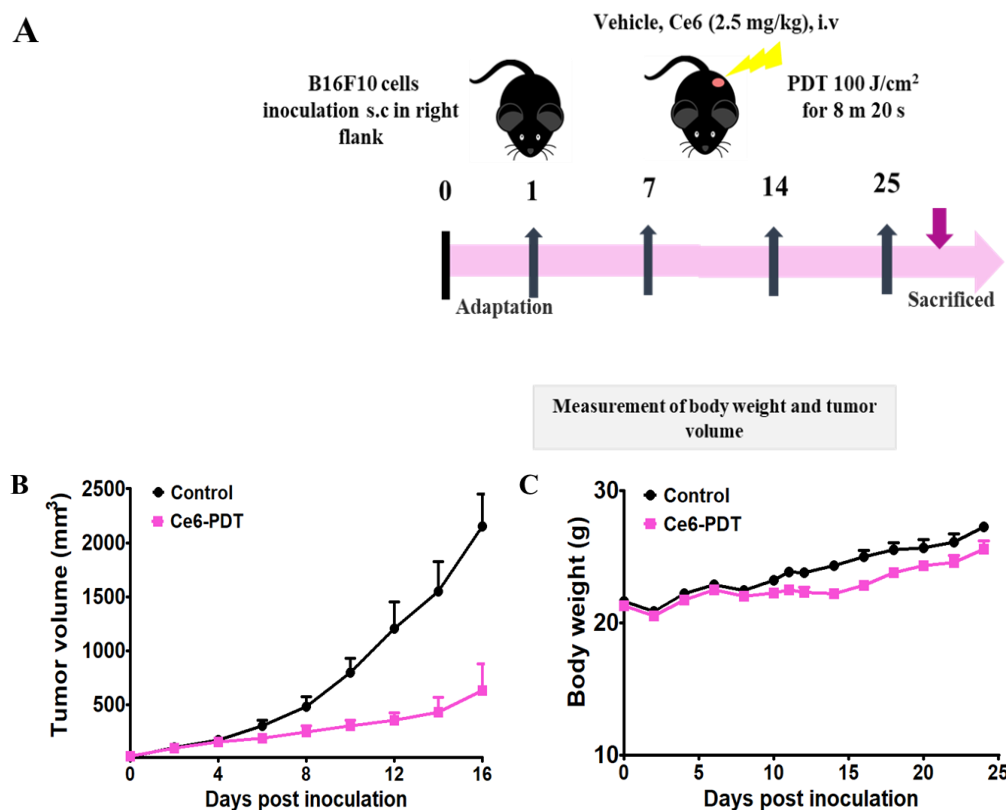 A
Vehicle, Ce6 (2.5 mg/kg), i.v
B16F10 cells
inoculation s.c in right
flank
PDT 100 J/cm²
for 8 m 20 s
0 1 7 14 25
Adaptation
Sacrificed
Measurement of body weight and tumor
volume
B
Control
Ce6-PDT
Tumor volume (mm³)
2500
2000
1500
1000
500
0 4 8 12 16
Days post inoculation
C
Control
Ce6-PDT
Body weight (g)
30
20
10
0 5 10 15 20 25
Days post inoculation